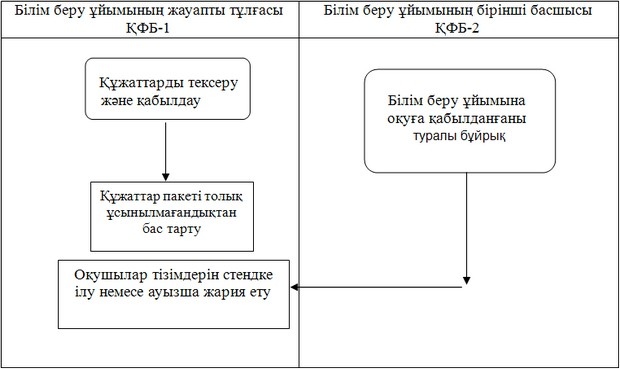 Білім беру ұйымының жауапты тұлғасы
ҚФБ-1
Білім беру ұйымының бірінші басшысы
ҚФБ-2
Құжаттарды тексеру
және қабылдау
Білім беру ұйымына
оқуға қабылданғаны
туралы бұйрық
Құжаттар пакеті толық
ұсынылмағандықтан
бас тарту
Оқушылар тізімдерін стендке
ілу немесе ауызша жария ету